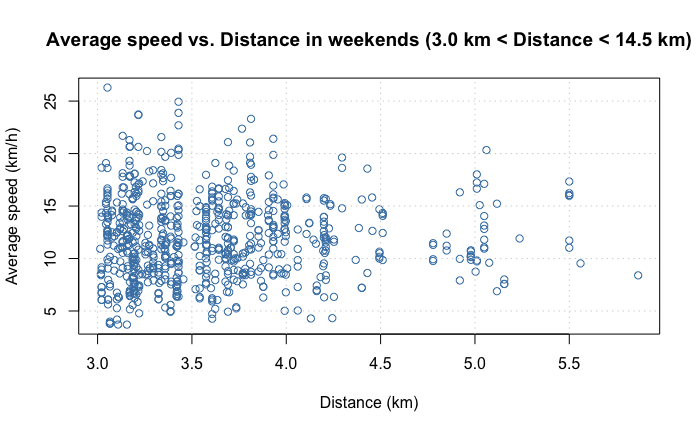 Average speed vs. Distance in weekends (3.0 km < Distance < 14.5 km)
Average speed (km/h)
25
20
15
10
5
3.0 3.5 4.0 4.5 5.0 5.5
Distance (km)